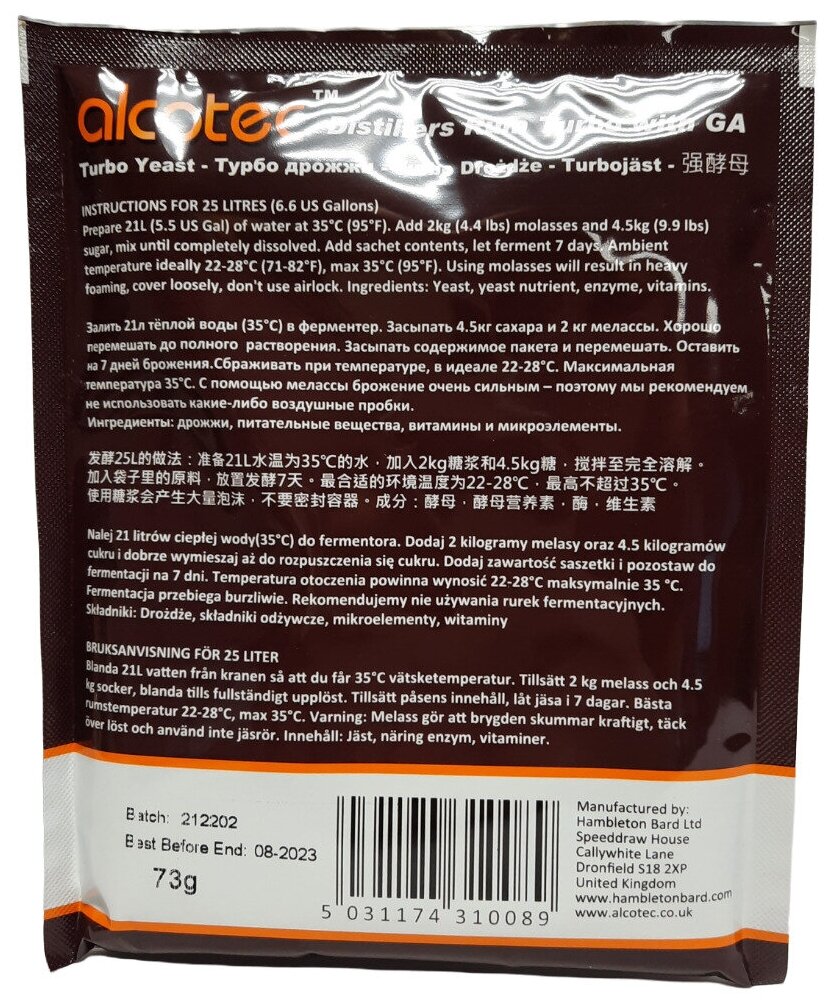 alcotec™ Distillers Rum Turbo with GA
Turbo Yeast - Турбо дрожжи - Drożdże - Turbojäst - 强酵母
INSTRUCTIONS FOR 25 LITRES (6.6 US Gallons)
Prepare 21L (5.5 US Gal) of water at 35°C (95°F). Add 2kg (4.4 lbs) molasses and 4.5kg (9.9 lbs)
sugar, mix until completely dissolved. Add sachet contents, let ferment 7 days. Ambient
temperature ideally 22-28°C (71-82°F), max 35°C (95°F). Using molasses will result in heavy
foaming, cover loosely, don't use airlock. Ingredients: Yeast, yeast nutrient, enzyme, vitamins.
Залить 21л тёплой воды (35°С) в ферментер. Засыпать 4.5кг сахара и 2 кг мелассы. Хорошо
перемешать до полного растворения. Засыпать содержимое пакета и перемешать. Оставить
на 7 дней брожения.Сбраживать при температуре, в идеале 22-28°С. Максимальная
температура 35°С. С помощью мелассы брожение очень сильным – поэтому мы рекомендуем
не использовать какие-либо воздушные пробки.
Ингредиенты: дрожжи, питательные вещества, витамины и микроэлементы.
发酵25L的做法：准备21L水温为35℃的水，加入2kg糖浆和4.5kg糖，搅拌至完全溶解。
加入袋子里的原料，放置发酵7天。最合适的环境温度为22-28℃，最高不超过35℃。
使用糖浆会产生大量泡沫，不要密封容器。成分：酵母，酵母营养素，酶，维生素
Nalej 21 litrów ciepłej wody(35°C) do fermentora. Dodaj 2 kilogramy melasy oraz 4.5 kilogramów
cukru i dobrze wymieszaj aż do rozpuszczenia się cukru. Dodaj zawartość saszetki i pozostaw do
fermentacji na 7 dni. Temperatura otoczenia powinna wynosić 22-28°C maksymalnie 35 °C.
Fermentacja przebiega burzliwie. Rekomendujemy nie używania rurek fermentacyjnych.
Składniki: Drożdże, składniki odżywcze, mikroelementy, witaminy
BRUKSANVISNING FÖR 25 LITER
Blanda 21L vatten från kranen så att du får 35°C vätsketemperatur. Tillsätt 2 kg melass och 4.5
kg socker, blanda tills fullständigt upplöst. Tillsätt påsens innehåll, låt jäsa i 7 dagar. Bästa
rumstemperatur 22-28°C, max 35°C. Varning: Melass gör att brygden skummar kraftigt, täck
över löst och använd inte jäsrör. Innehåll: Jäst, näring enzym, vitaminer.
Batch: 212202
Best Before End: 08-2023
73g
5 031174 310089
Manufactured by:
Hambleton Bard Ltd
Speeddraw House
Callywhite Lane
Dronfield S18 2XP
United Kingdom
www.hambletonbard.com
www.alcotec.co.uk